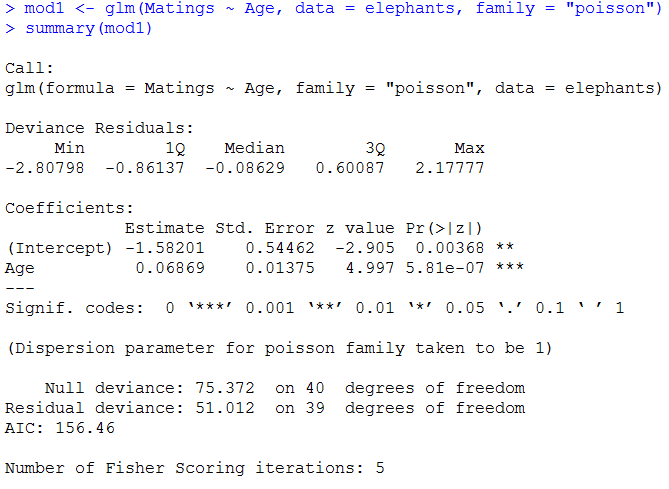 > mod1 <- glm(Matings ~ Age, data = elephants, family = "poisson")
> summary(mod1)
Call:
glm(formula = Matings ~ Age, family = "poisson", data = elephants)
Deviance Residuals:
Min 1Q Median 3Q Max
-2.80798 -0.86137 -0.08629 0.60087 2.17777
Coefficients:
Estimate Std. Error z value Pr(>|z|)
(Intercept) -1.58201 0.54462 -2.905 0.00368 **
Age 0.06869 0.01375 4.997 5.81e-07 ***
---
Signif. codes: 0 ‘***’ 0.001 ‘**’ 0.01 ‘*’ 0.05 ‘.’ 0.1 ‘ ’ 1
(Dispersion parameter for poisson family taken to be 1)
Null deviance: 75.372 on 40 degrees of freedom
Residual deviance: 51.012 on 39 degrees of freedom
AIC: 156.46
Number of Fisher Scoring iterations: 5